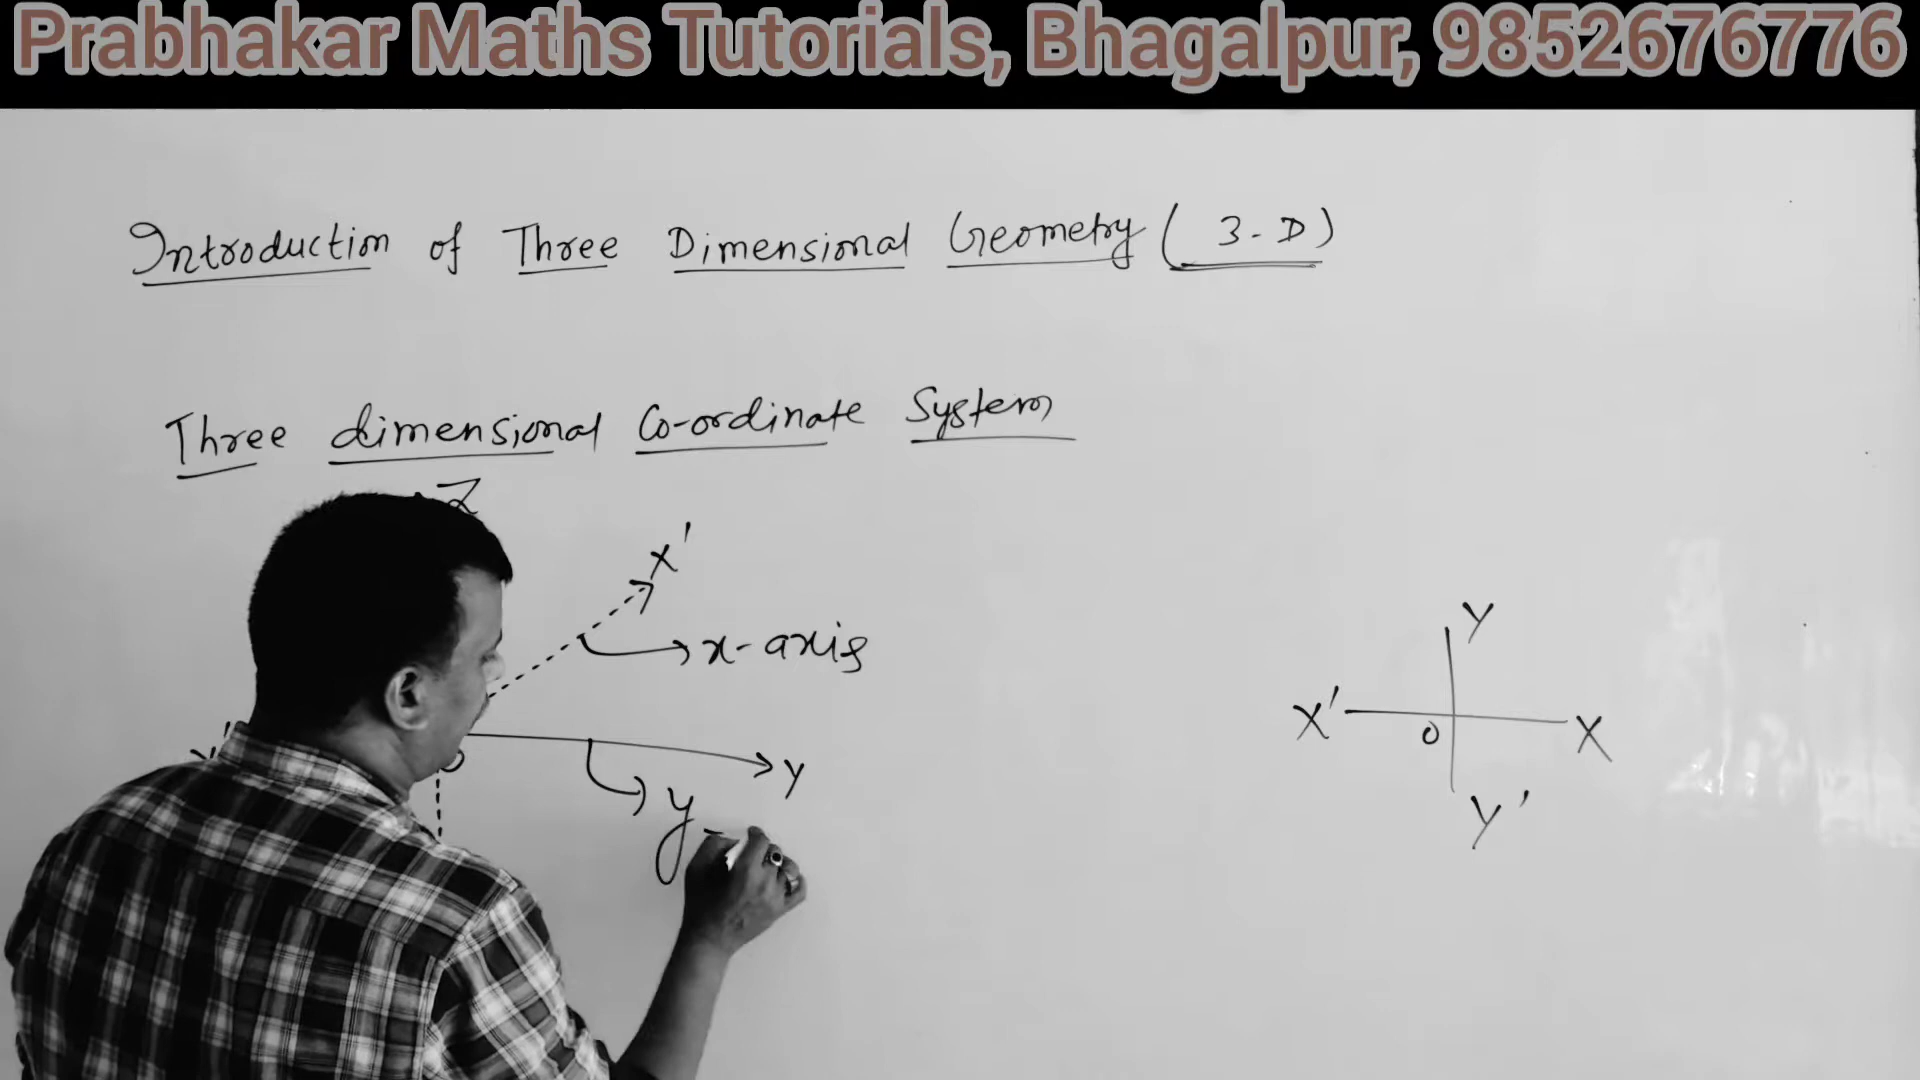 Prabhakar Maths Tutorials, Bhagalpur, 9852676776
Introduction of Three Dimensional Geometry ( 3-D )
Three dimensional Co-ordinate System
Z
X'
x-axis
Y
y-
Y
X' O X
Y'